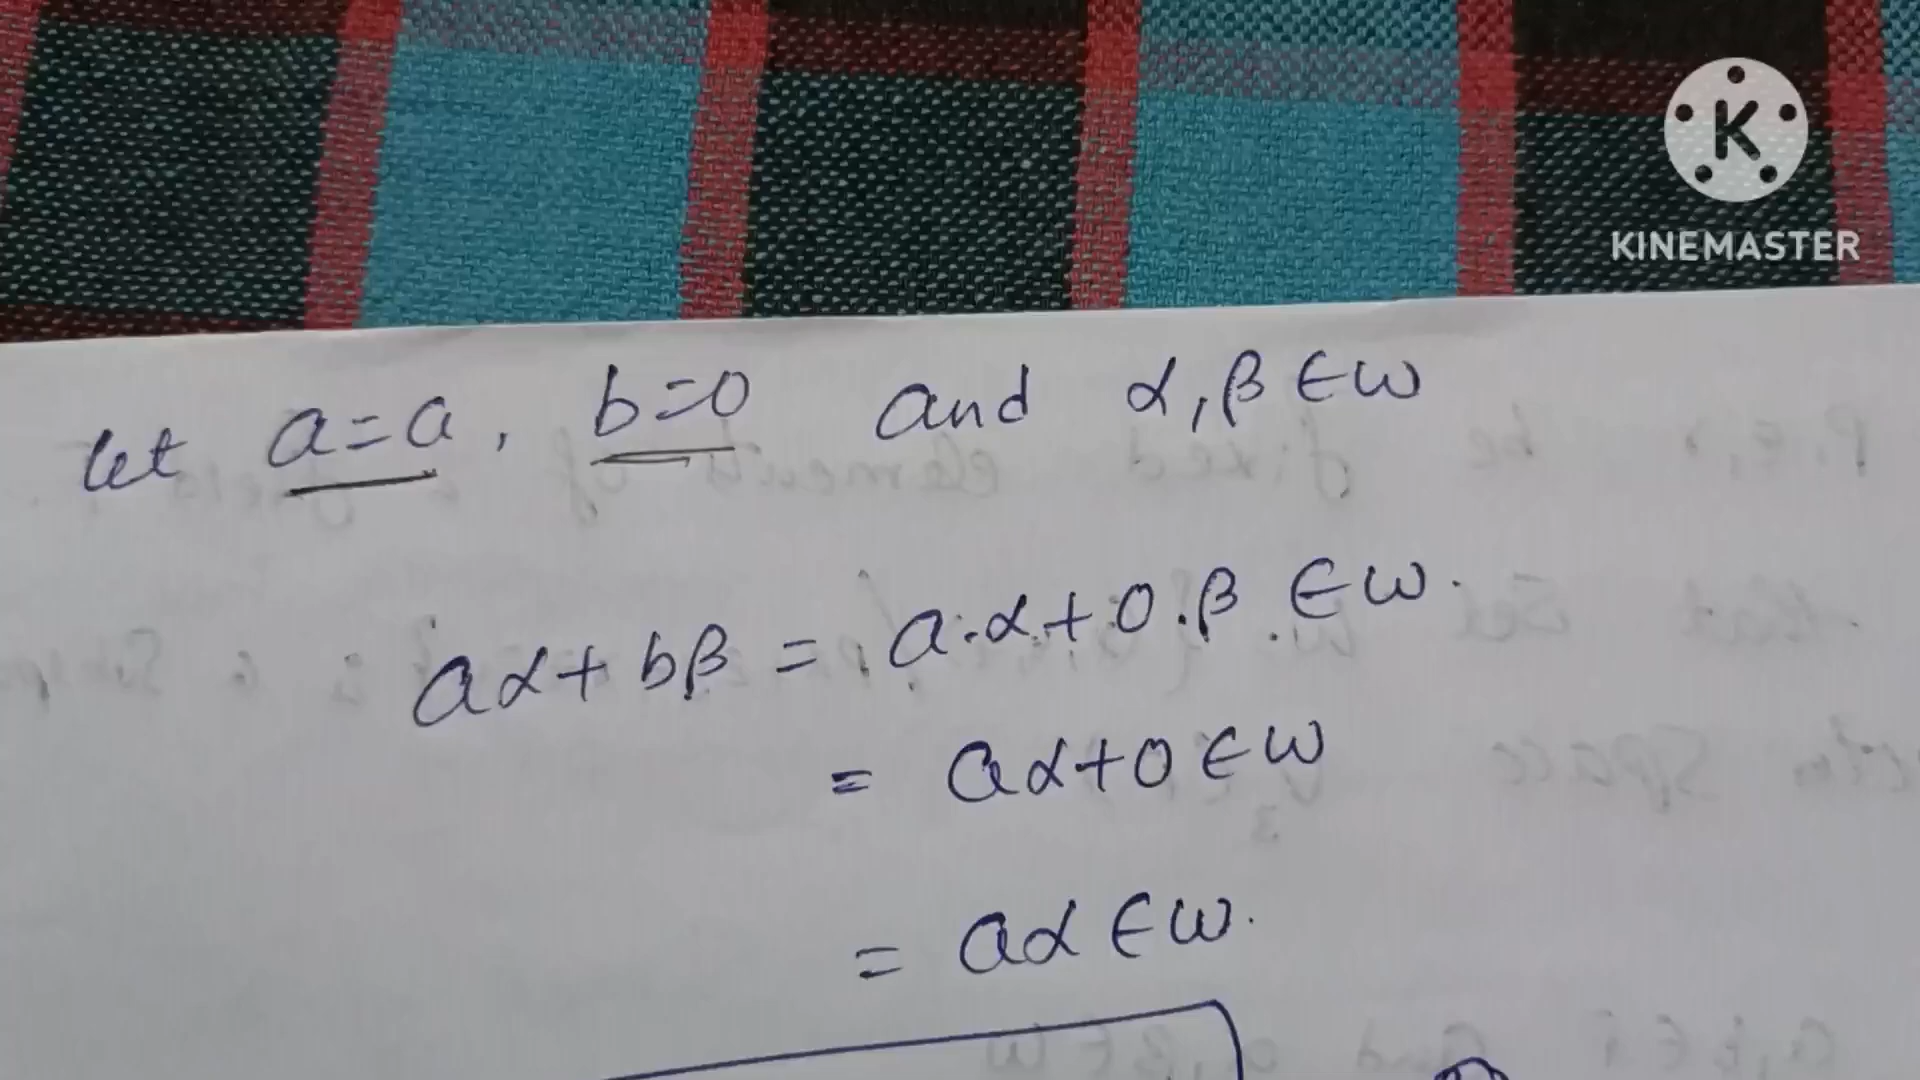 K
KINEMASTER
let a=a, b=0 and α,β∈w
aα+bβ = a.α+0.β ∈w.
= aα+0∈w
= aα∈w.